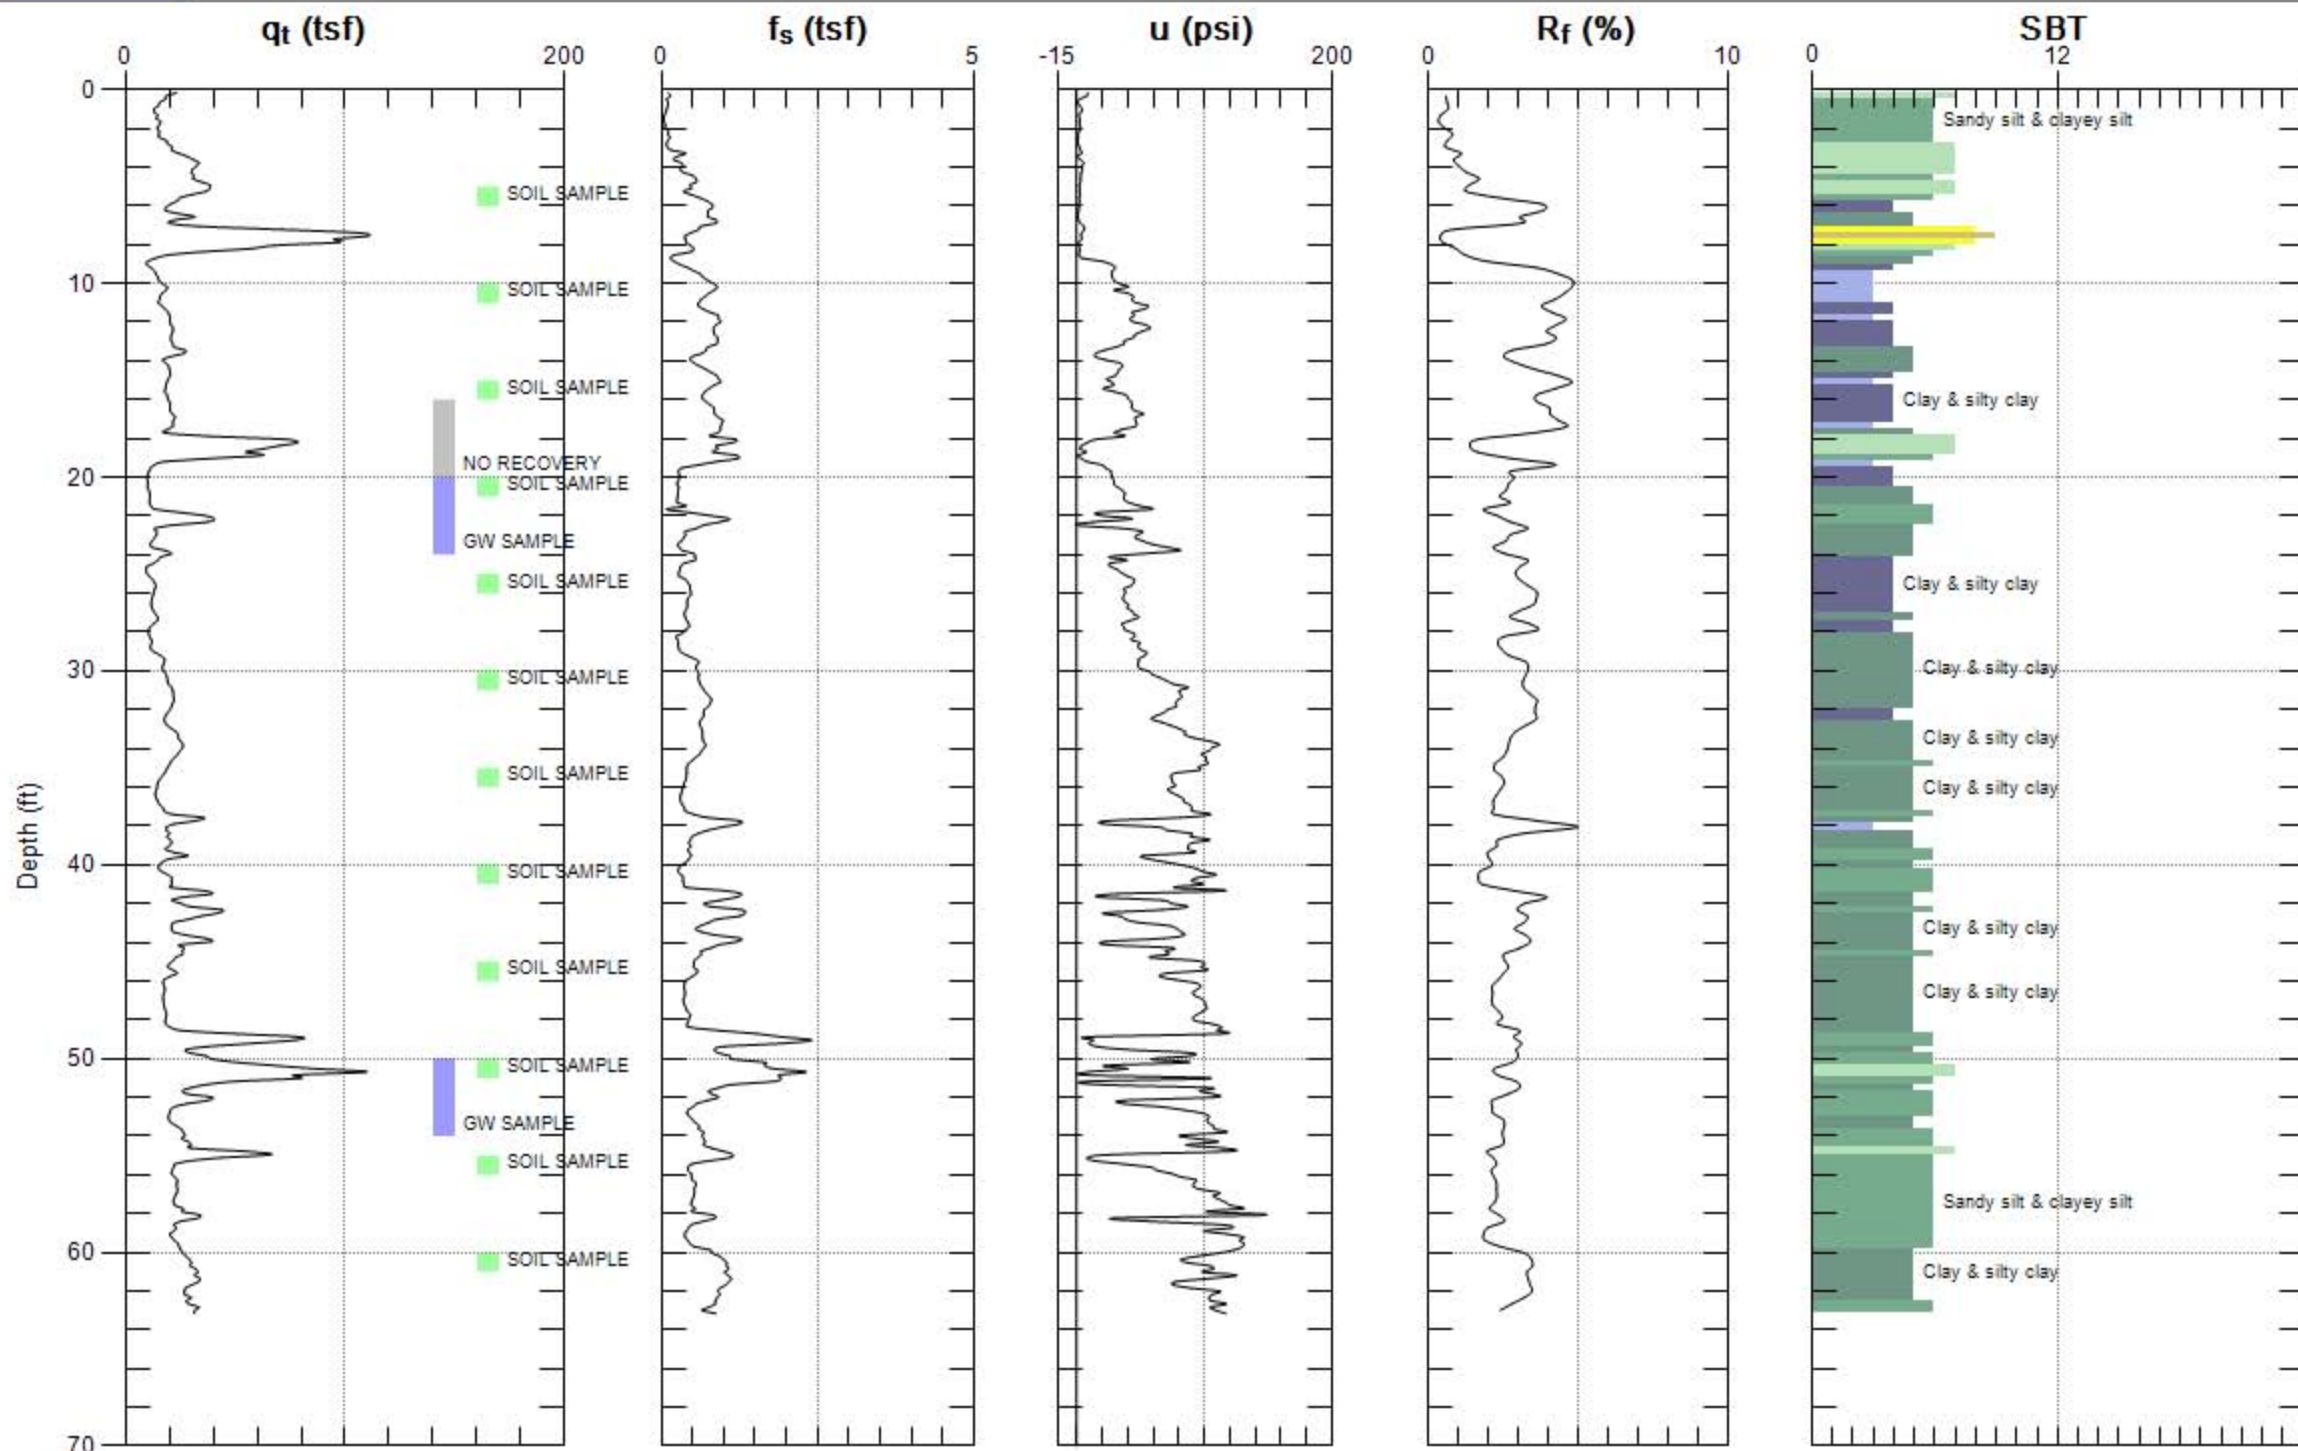 qt (tsf)
fs (tsf)
u (psi)
Rf (%)
SBT
0
200
0
5
-15
200
0
10
0
12
0
Sandy silt & clayey silt
SOIL SAMPLE
10
SOIL SAMPLE
SOIL SAMPLE
Clay & silty clay
NO RECOVERY
20
SOIL SAMPLE
GW SAMPLE
SOIL SAMPLE
Clay & silty clay
30
SOIL SAMPLE
Clay & silty clay
Clay & silty clay
SOIL SAMPLE
Clay & silty clay
Depth (ft)
40
SOIL SAMPLE
Clay & silty clay
SOIL SAMPLE
Clay & silty clay
50
SOIL SAMPLE
GW SAMPLE
SOIL SAMPLE
Sandy silt & clayey silt
60
SOIL SAMPLE
Clay & silty clay
70